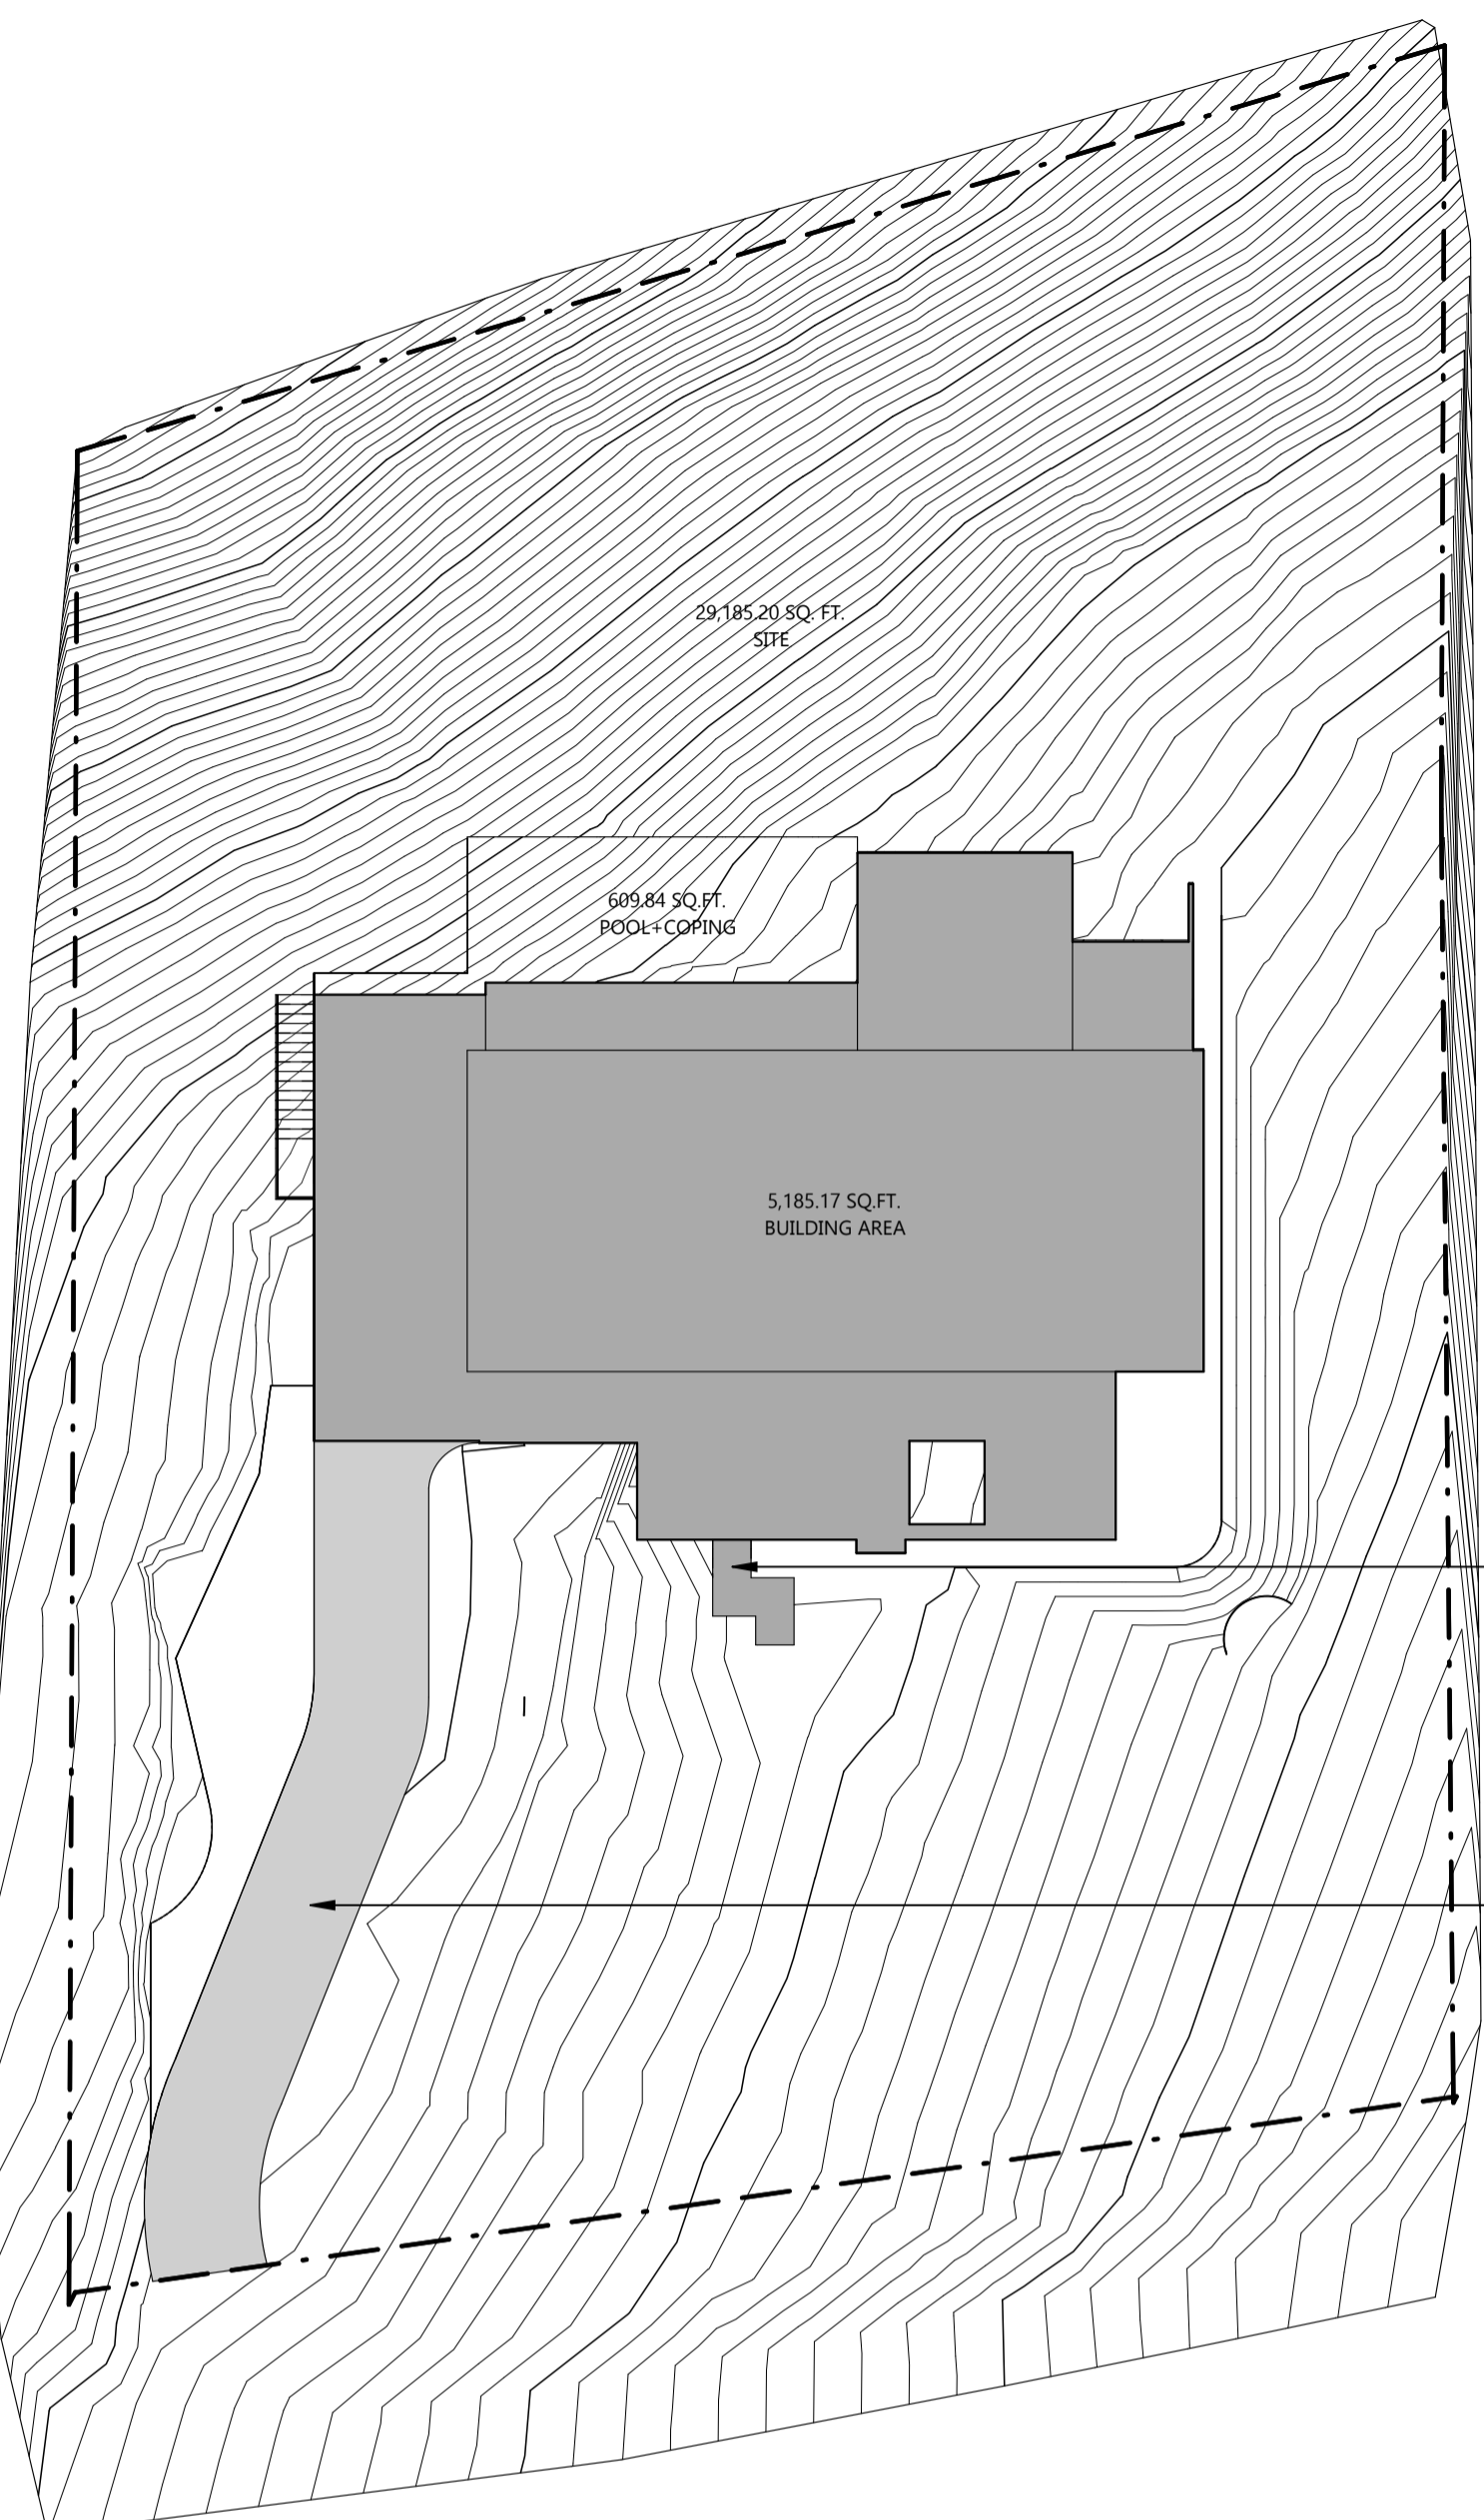 29,185.20 SQ. FT.
SITE
609.84 SQ.FT.
POOL+COPING
5,185.17 SQ.FT.
BUILDING AREA